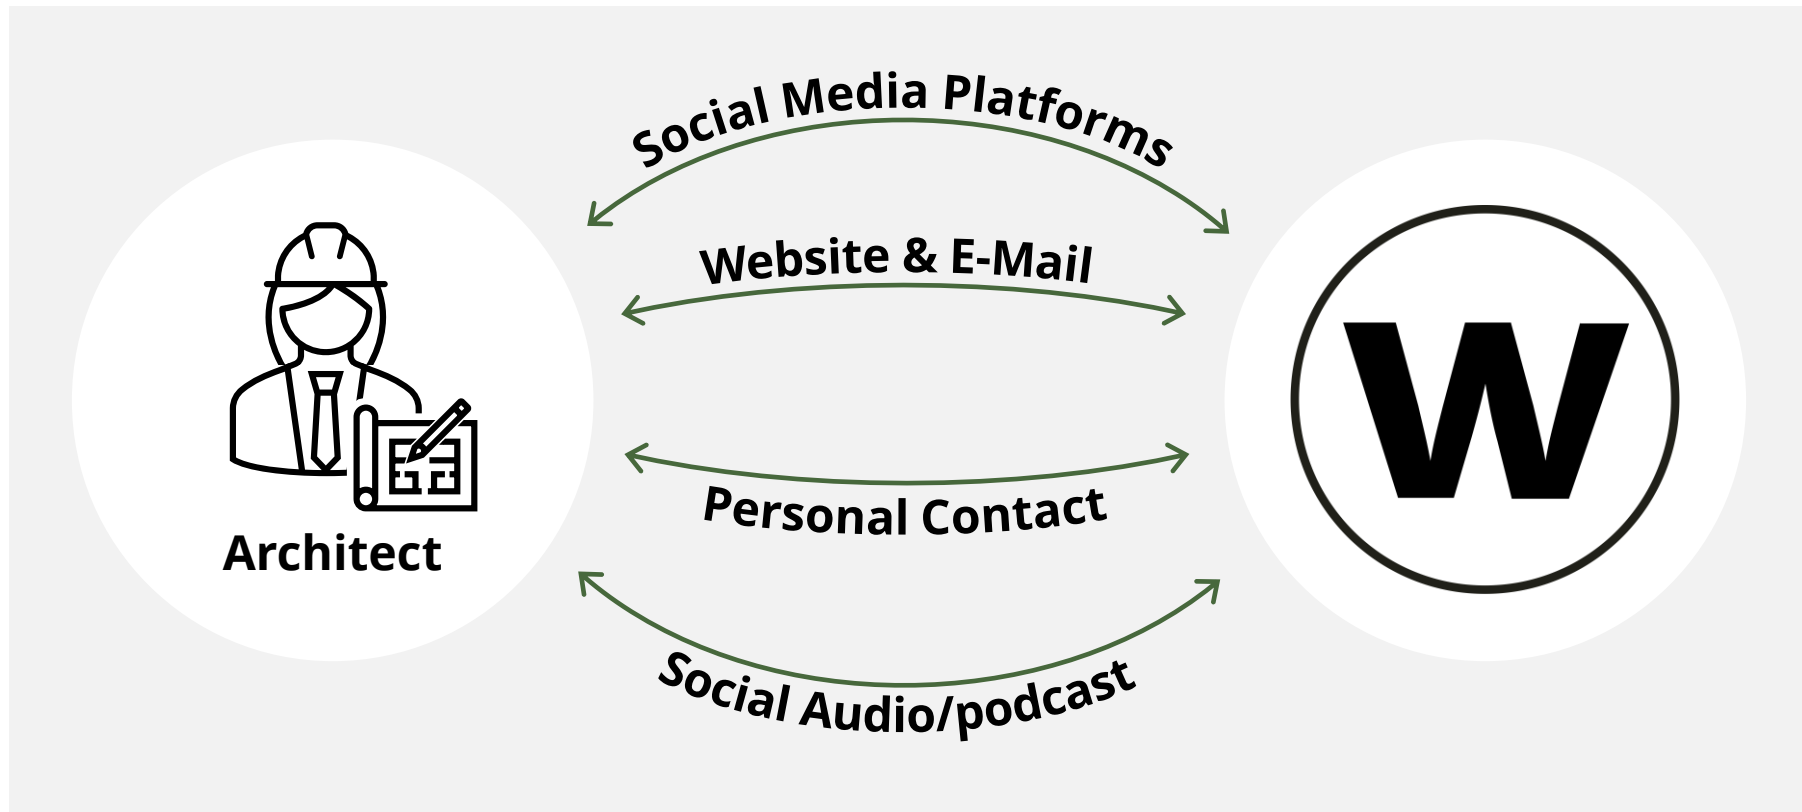 Social Media Platforms
Website & E-Mail
W
Personal Contact
Architect
Social Audio/podcast